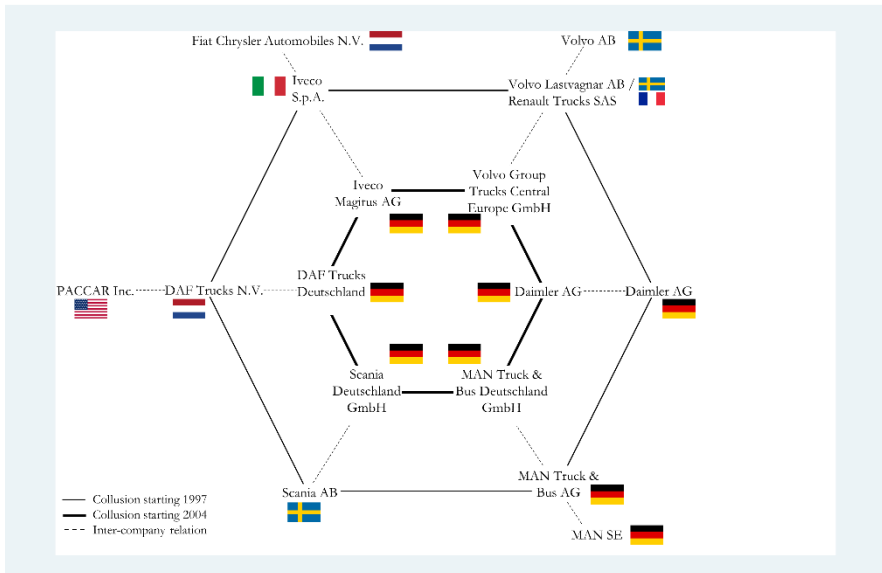 Fiat Chrysler Automobiles N.V.
Volvo AB
Iveco
S.p.A.
Volvo Lastvagnar AB /
Renault Trucks SAS
Iveco
Magirus AG
Volvo Group
Trucks Central
Europe GmbH
PACCAR Inc.
DAF Trucks N.V.
DAF Trucks
Deutschland
Daimler AG
Daimler AG
Scania
Deutschland
GmbH
MAN Truck &
Bus Deutschland
GmbH
Scania AB
MAN Truck &
Bus AG
MAN SE
Collusion starting 1997
Collusion starting 2004
Inter-company relation